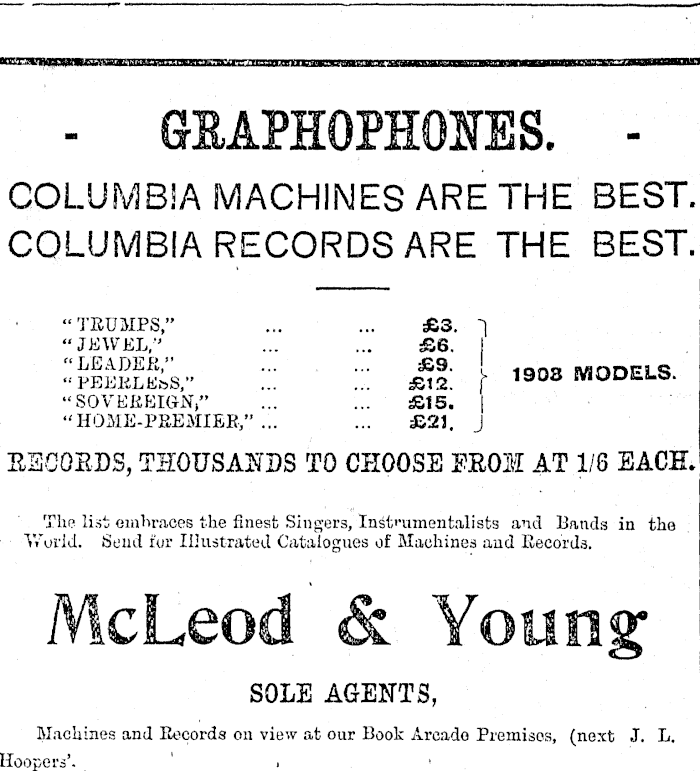 - GRAPHOPHONES. -
COLUMBIA MACHINES ARE THE BEST.
COLUMBIA RECORDS ARE THE BEST.
"TRUMPS," ... ... £3.
"JEWEL," ... ... £6.
"LEADER," ... ... £9.
"PEERLESS," ... ... £12.
"SOVEREIGN," ... ... £15.
"HOME-PREMIER," ... ... £21.
1908 MODELS.
RECORDS, THOUSANDS TO CHOOSE FROM AT 1/6 EACH.
The list embraces the finest Singers, Instrumentalists and Bands in the
World. Send for Illustrated Catalogues of Machines and Records.
McLeod & Young
SOLE AGENTS,
Machines and Records on view at our Book Arcade Premises, (next J. L.
Hoopers'.